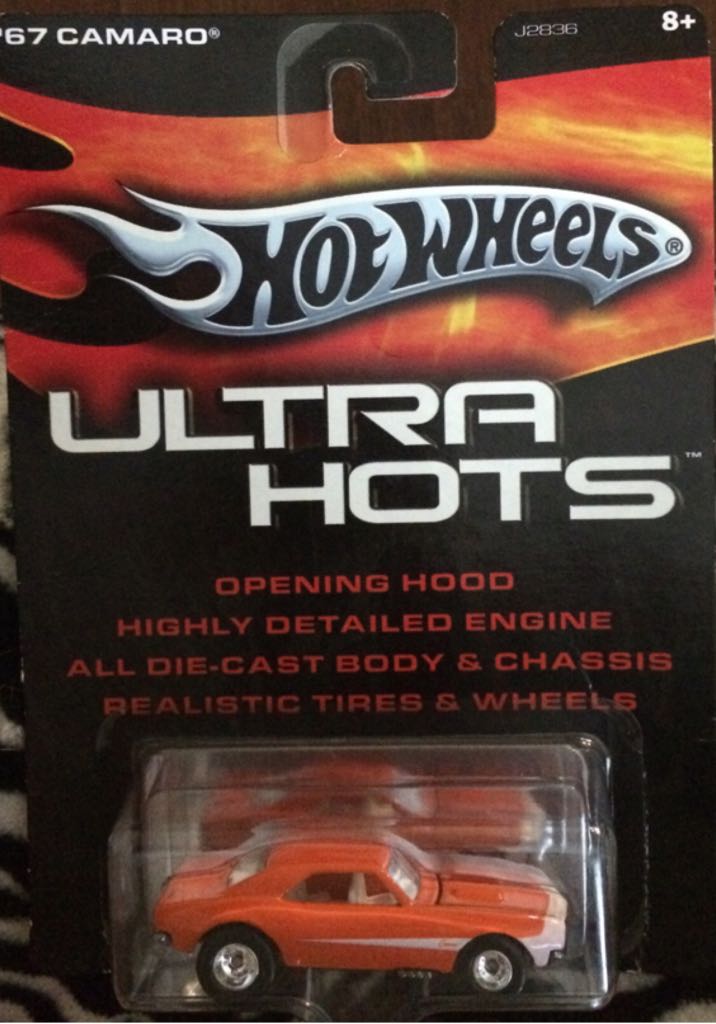 '67 CAMARO®
J2836
8+
HOT WHEELS®
ULTRA
HOTS™
OPENING HOOD
HIGHLY DETAILED ENGINE
ALL DIE-CAST BODY & CHASSIS
REALISTIC TIRES & WHEELS